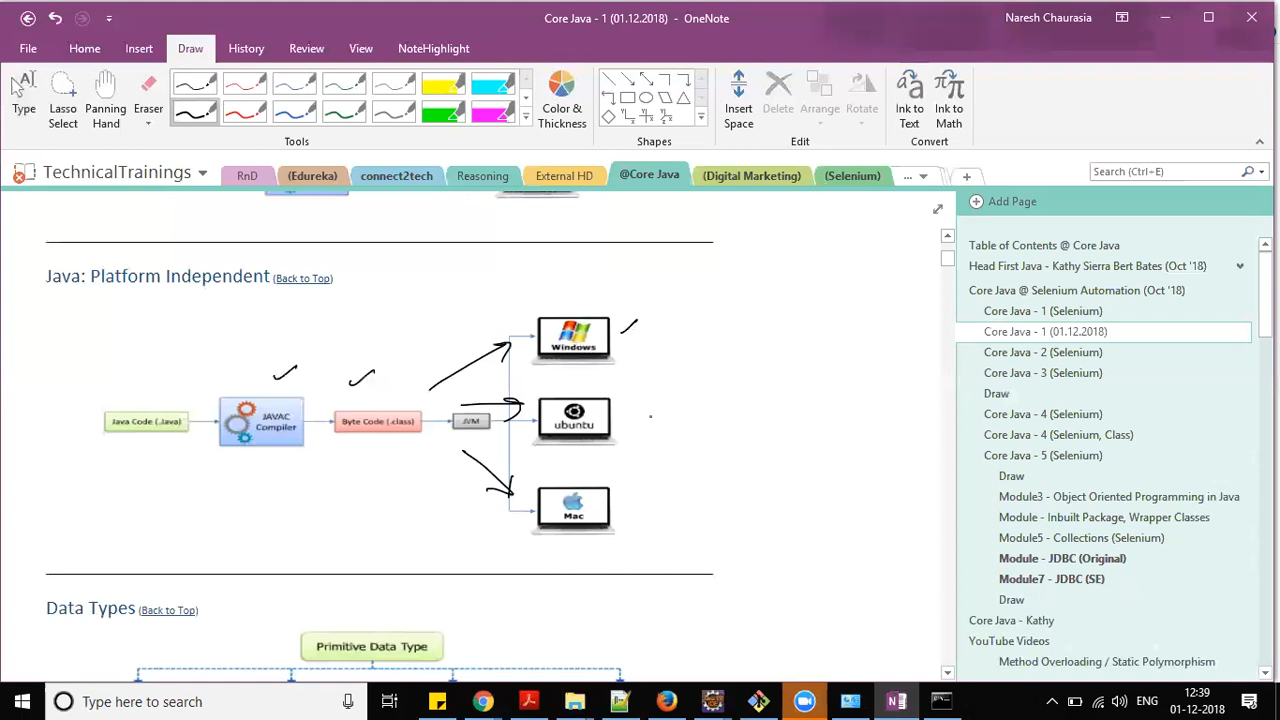 Core Java - 1 (01.12.2018) - OneNote
Naresh Chaurasia
File Home Insert Draw History Review View NoteHighlight
Type
Lasso Select
Panning Hand
Eraser
Color & Thickness
Insert Space
Delete
Arrange
Rotate
Ink to Text
Ink to Math
Tools
Shapes
Edit
Convert
TechnicalTrainings
RnD
(Edureka)
connect2tech
Reasoning
External HD
@Core Java
(Digital Marketing)
(Selenium)
...
Search (Ctrl+E)
Java: Platform Independent (Back to Top)
Windows
Java Code (.Java)
JAVAC Compiler
Byte Code (.class)
JVM
ubuntu
Mac
Data Types (Back to Top)
Primitive Data Type
Add Page
Table of Contents @ Core Java
Head First Java - Kathy Sierra Bert Bates (Oct '18)
Core Java @ Selenium Automation (Oct '18)
Core Java - 1 (Selenium)
Core Java - 1 (01.12.2018)
Core Java - 2 (Selenium)
Core Java - 3 (Selenium)
Draw
Core Java - 4 (Selenium)
Core Java - 4 (Selenium, Class)
Core Java - 5 (Selenium)
Draw
Module3 - Object Oriented Programming in Java
Module - Inbuilt Package, Wrapper Classes
Module5 - Collections (Selenium)
Module - JDBC (Original)
Module7 - JDBC (SE)
Draw
Core Java - Kathy
YouTube Videos
Method Overloading / Static Polymorphism
Type here to search
ENG
12:39
01-12-2018